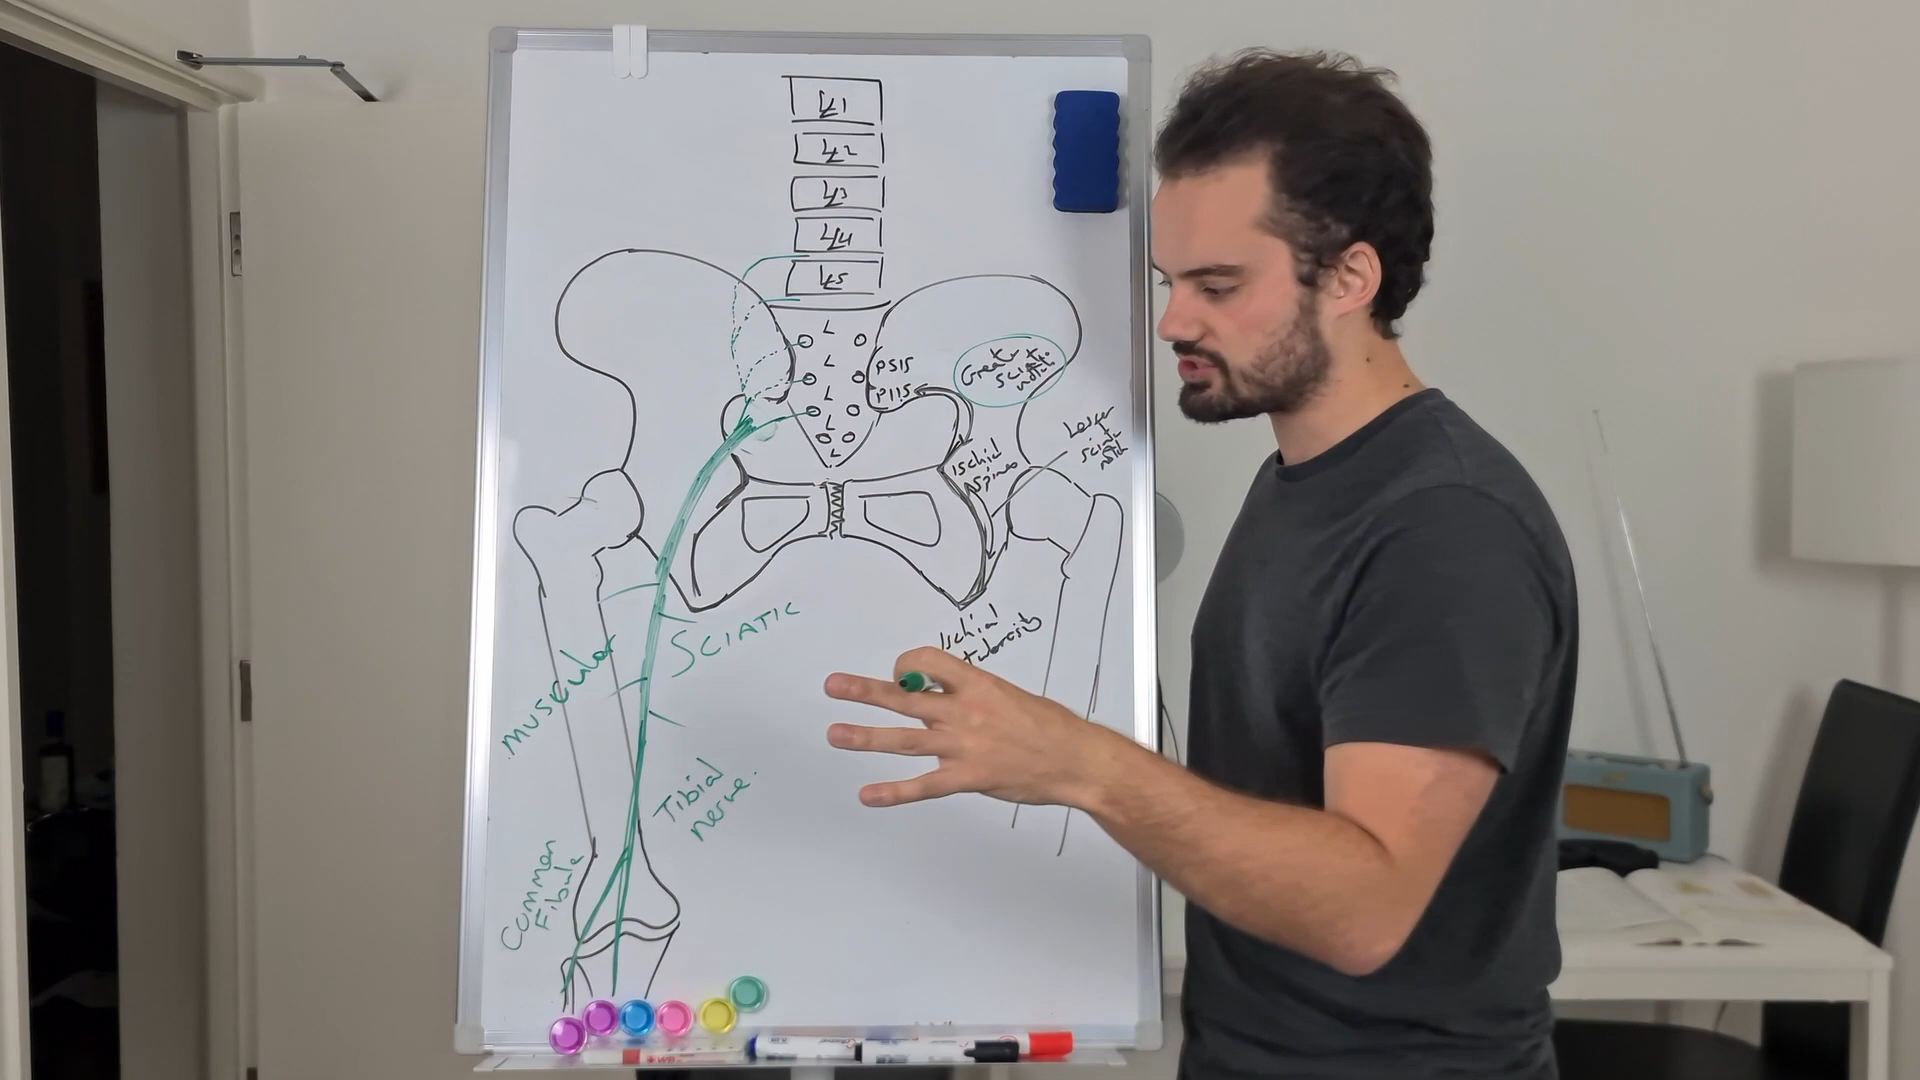 L1
L2
L3
L4
L5
PSIS
PIIS
Greater
sciatic
notch
Lesser
sciatic
notch
Ischial
spine
Ischial
tuberosity
SCIATIC
muscular
Tibial
nerve.
Common
Fibula